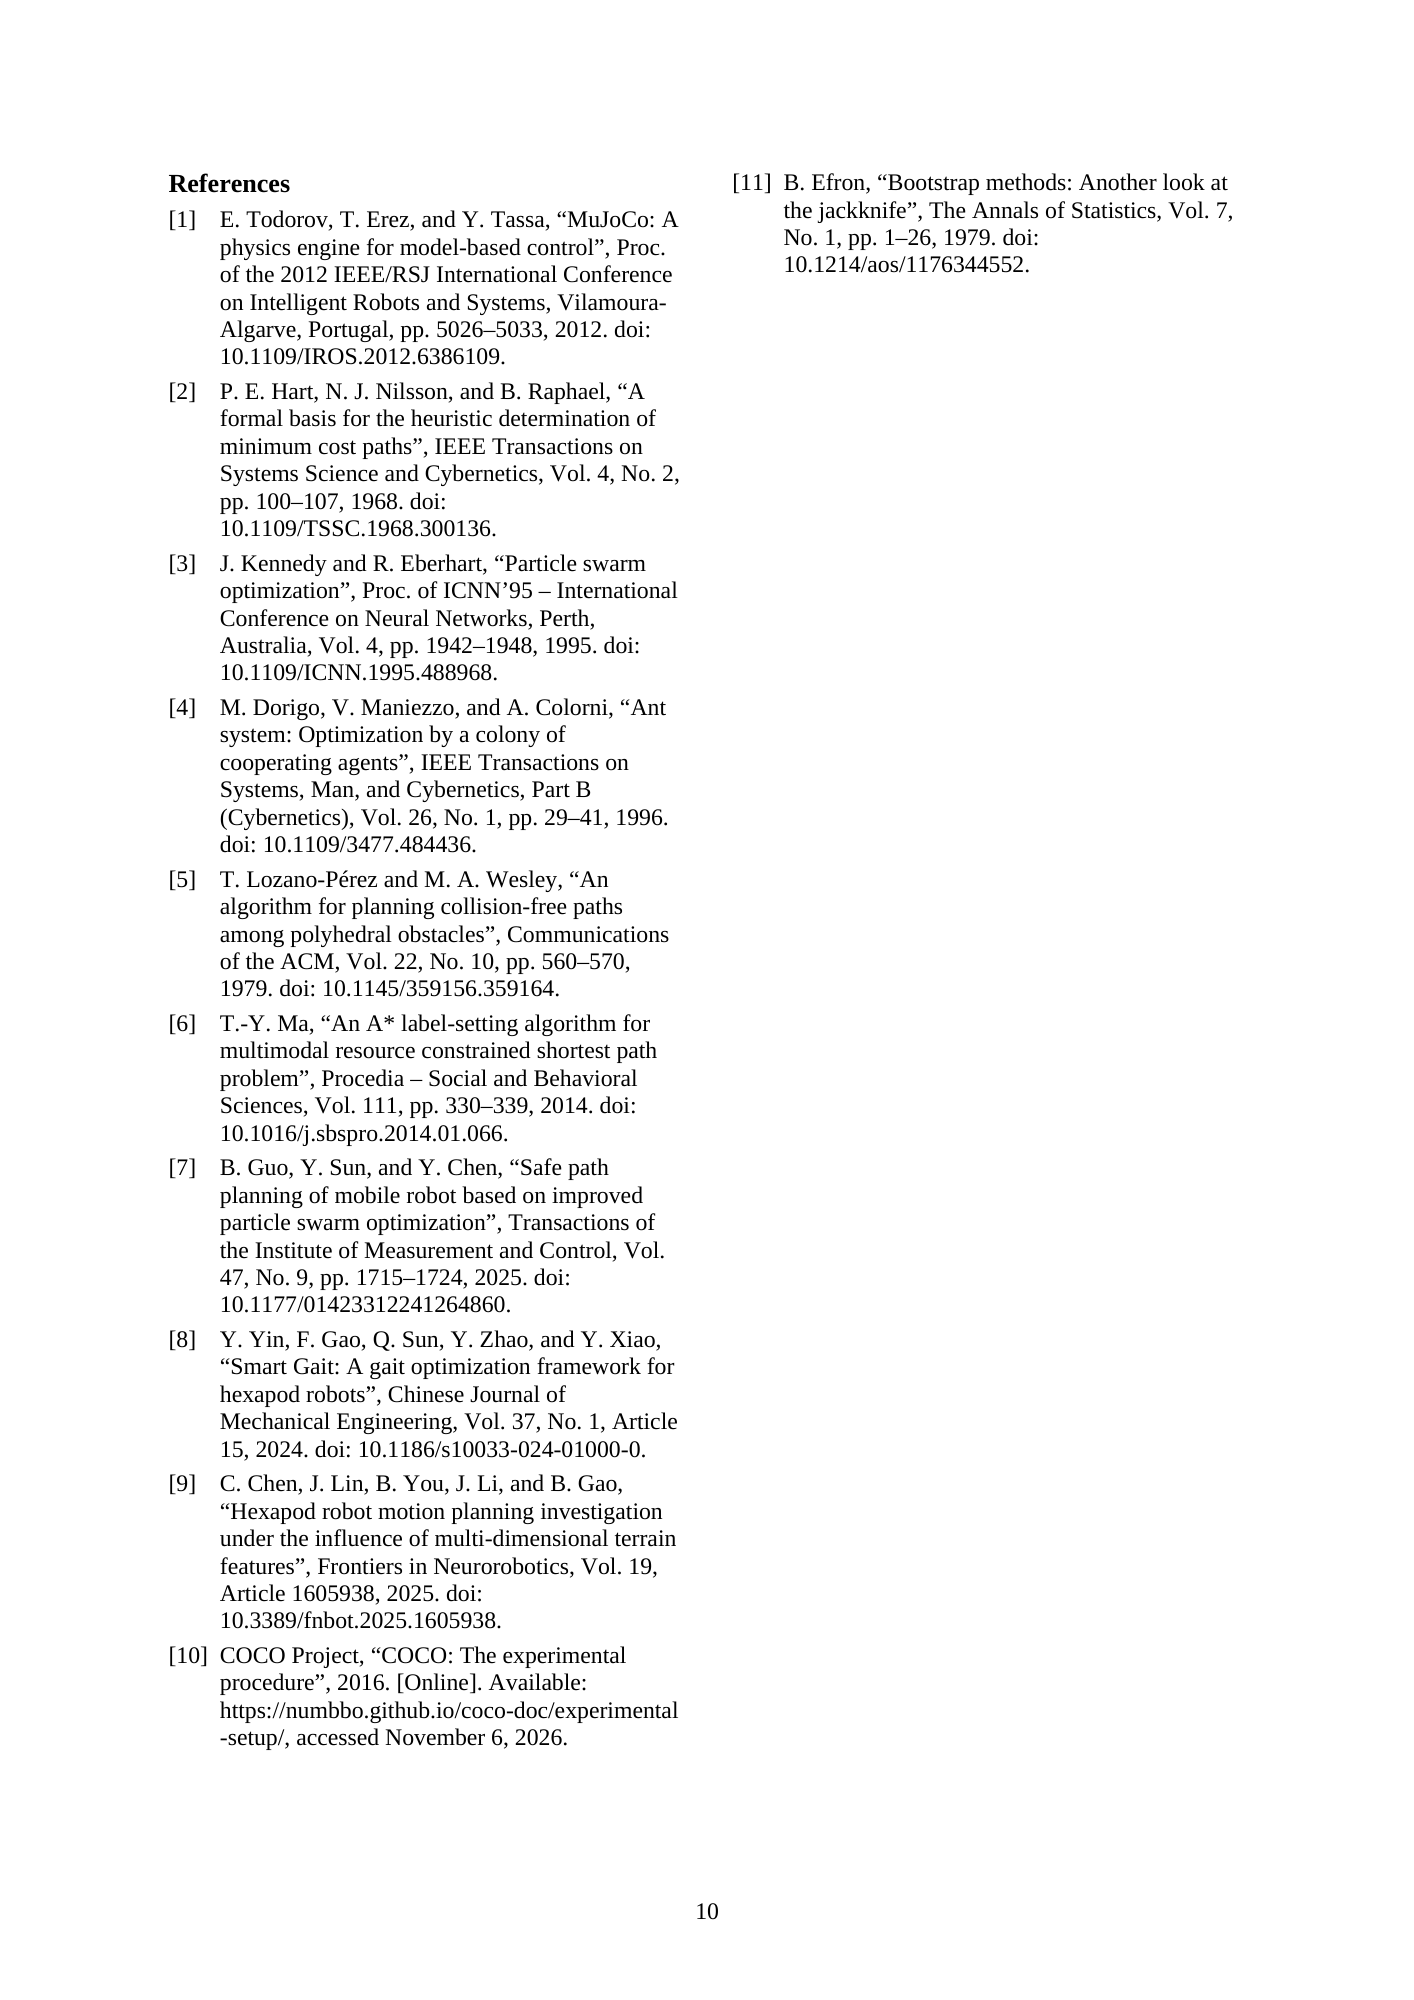 References
[1] E. Todorov, T. Erez, and Y. Tassa, “MuJoCo: A
physics engine for model-based control”, Proc.
of the 2012 IEEE/RSJ International Conference
on Intelligent Robots and Systems, Vilamoura-
Algarve, Portugal, pp. 5026–5033, 2012. doi:
10.1109/IROS.2012.6386109.
[2] P. E. Hart, N. J. Nilsson, and B. Raphael, “A
formal basis for the heuristic determination of
minimum cost paths”, IEEE Transactions on
Systems Science and Cybernetics, Vol. 4, No. 2,
pp. 100–107, 1968. doi:
10.1109/TSSC.1968.300136.
[3] J. Kennedy and R. Eberhart, “Particle swarm
optimization”, Proc. of ICNN’95 – International
Conference on Neural Networks, Perth,
Australia, Vol. 4, pp. 1942–1948, 1995. doi:
10.1109/ICNN.1995.488968.
[4] M. Dorigo, V. Maniezzo, and A. Colorni, “Ant
system: Optimization by a colony of
cooperating agents”, IEEE Transactions on
Systems, Man, and Cybernetics, Part B
(Cybernetics), Vol. 26, No. 1, pp. 29–41, 1996.
doi: 10.1109/3477.484436.
[5] T. Lozano-Pérez and M. A. Wesley, “An
algorithm for planning collision-free paths
among polyhedral obstacles”, Communications
of the ACM, Vol. 22, No. 10, pp. 560–570,
1979. doi: 10.1145/359156.359164.
[6] T.-Y. Ma, “An A* label-setting algorithm for
multimodal resource constrained shortest path
problem”, Procedia – Social and Behavioral
Sciences, Vol. 111, pp. 330–339, 2014. doi:
10.1016/j.sbspro.2014.01.066.
[7] B. Guo, Y. Sun, and Y. Chen, “Safe path
planning of mobile robot based on improved
particle swarm optimization”, Transactions of
the Institute of Measurement and Control, Vol.
47, No. 9, pp. 1715–1724, 2025. doi:
10.1177/01423312241264860.
[8] Y. Yin, F. Gao, Q. Sun, Y. Zhao, and Y. Xiao,
“Smart Gait: A gait optimization framework for
hexapod robots”, Chinese Journal of
Mechanical Engineering, Vol. 37, No. 1, Article
15, 2024. doi: 10.1186/s10033-024-01000-0.
[9] C. Chen, J. Lin, B. You, J. Li, and B. Gao,
“Hexapod robot motion planning investigation
under the influence of multi-dimensional terrain
features”, Frontiers in Neurorobotics, Vol. 19,
Article 1605938, 2025. doi:
10.3389/fnbot.2025.1605938.
[10] COCO Project, “COCO: The experimental
procedure”, 2016. [Online]. Available:
https://numbbo.github.io/coco-doc/experimental
-setup/, accessed November 6, 2026.
[11] B. Efron, “Bootstrap methods: Another look at
the jackknife”, The Annals of Statistics, Vol. 7,
No. 1, pp. 1–26, 1979. doi:
10.1214/aos/1176344552.
10